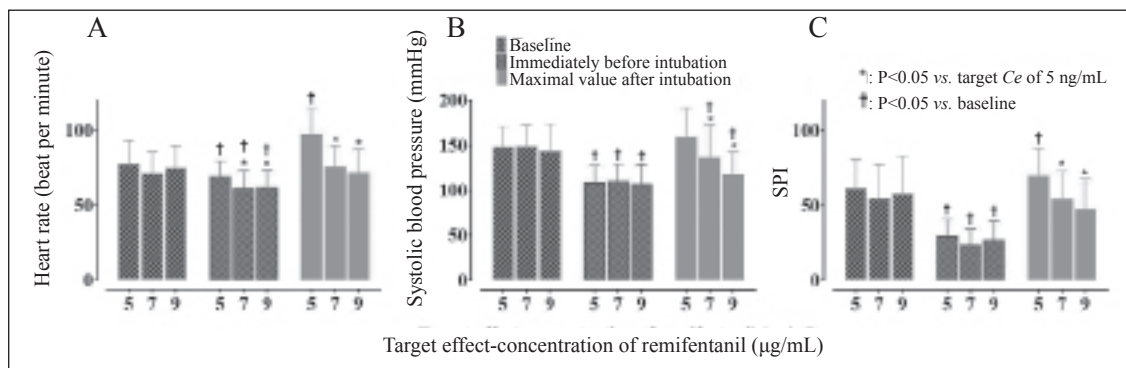 A
B
C
Heart rate (beat per minute)
100
50
0
† † † * † * † * *
5 7 9 5 7 9 5 7 9
Systolic blood pressure (mmHg)
Baseline
Immediately before intubation
Maximal value after intubation
200
150
100
50
0
† † † † * † *
5 7 9 5 7 9 5 7 9
SPI
*: P<0.05 vs. target Ce of 5 ng/mL
†: P<0.05 vs. baseline
100
50
0
† † † † * *
5 7 9 5 7 9 5 7 9
Target effect-concentration of remifentanil (μg/mL)